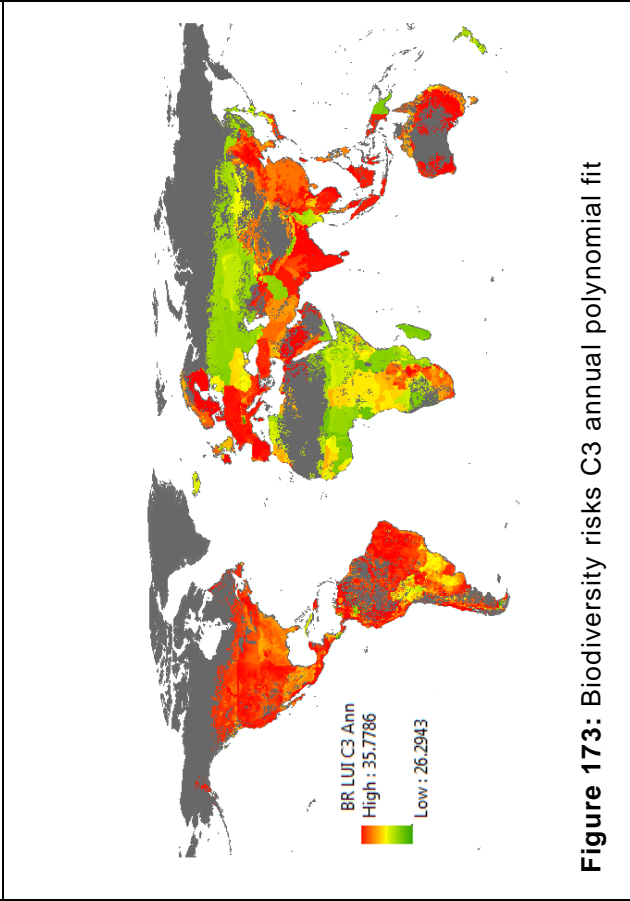 BR LUI C3 Ann
High : 35.7786
Low : 26.2943
Figure 173: Biodiversity risks C3 annual polynomial fit